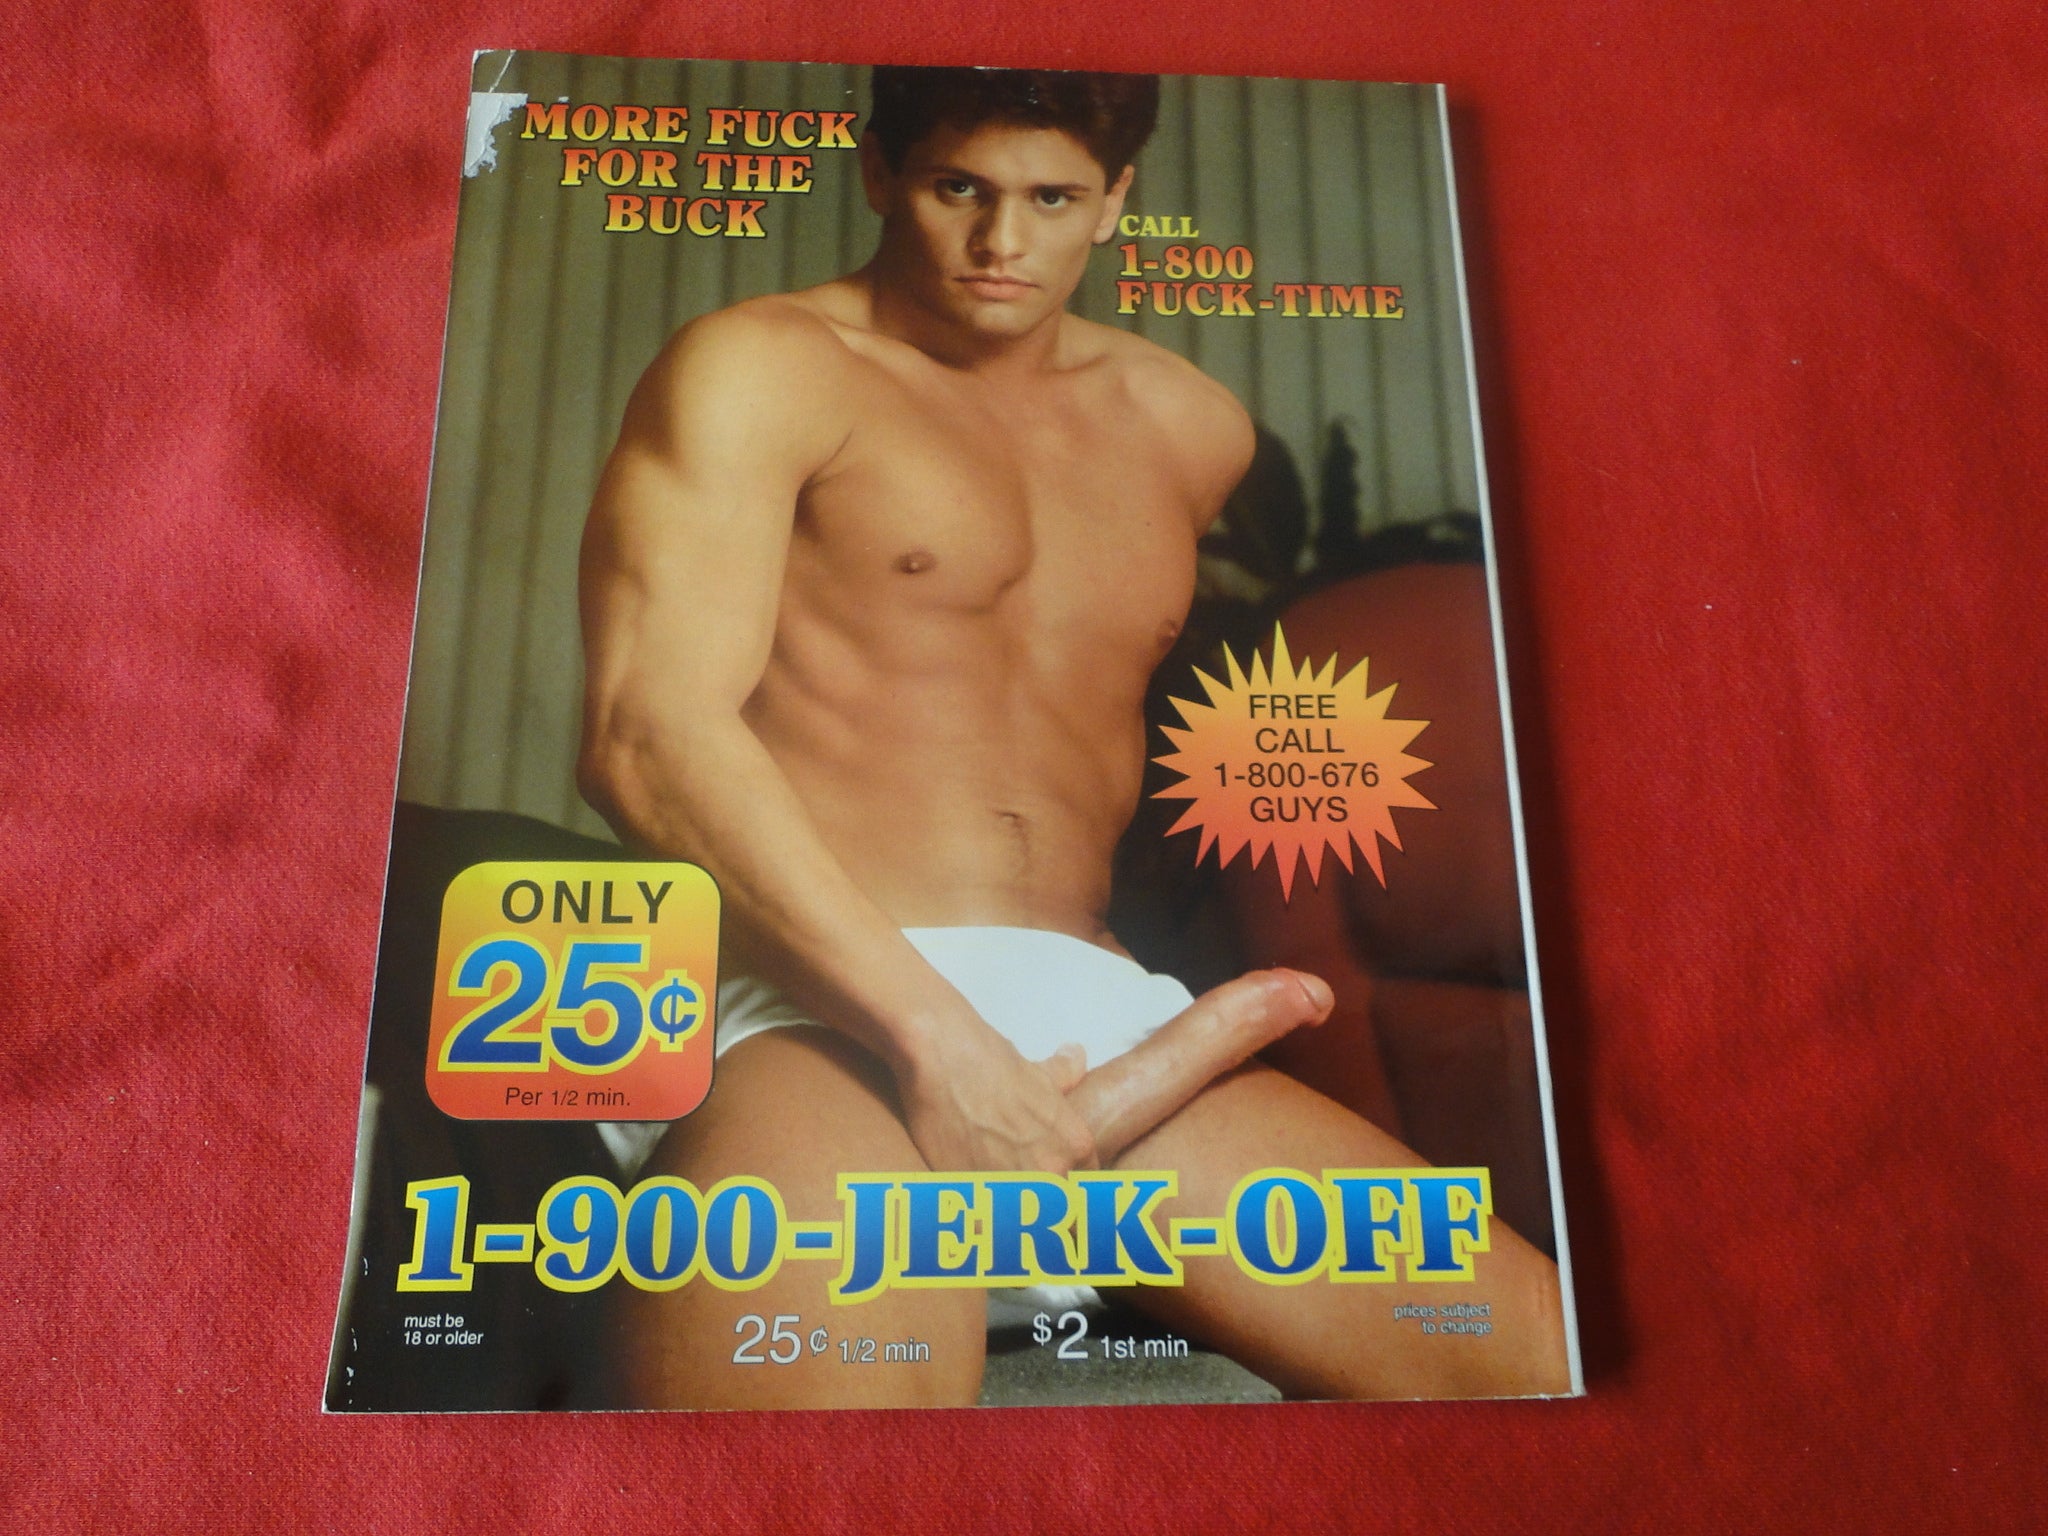 MORE FUCK
FOR THE
BUCK
CALL
1-800
FUCK-TIME
FREE
CALL
1-800-676
GUYS
ONLY
25¢
Per 1/2 min.
1-900-JERK-OFF
must be
18 or older
25¢ 1/2 min
$2 1st min
prices subject
to change